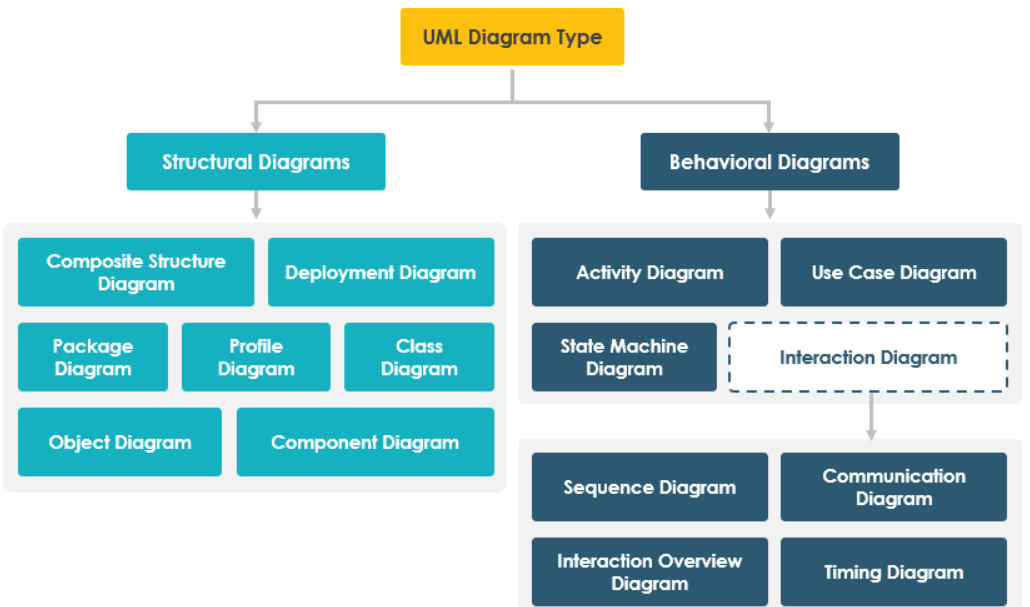 UML Diagram Type
Structural Diagrams
Behavioral Diagrams
Composite Structure
Diagram
Deployment Diagram
Package
Diagram
Profile
Diagram
Class
Diagram
Object Diagram
Component Diagram
Activity Diagram
Use Case Diagram
State Machine
Diagram
Interaction Diagram
Sequence Diagram
Communication
Diagram
Interaction Overview
Diagram
Timing Diagram